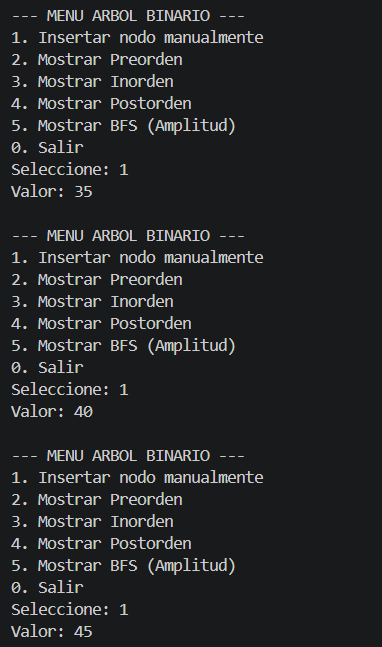 --- MENU ARBOL BINARIO ---
1. Insertar nodo manualmente
2. Mostrar Preorden
3. Mostrar Inorden
4. Mostrar Postorden
5. Mostrar BFS (Amplitud)
0. Salir
Seleccione: 1
Valor: 35

--- MENU ARBOL BINARIO ---
1. Insertar nodo manualmente
2. Mostrar Preorden
3. Mostrar Inorden
4. Mostrar Postorden
5. Mostrar BFS (Amplitud)
0. Salir
Seleccione: 1
Valor: 40

--- MENU ARBOL BINARIO ---
1. Insertar nodo manualmente
2. Mostrar Preorden
3. Mostrar Inorden
4. Mostrar Postorden
5. Mostrar BFS (Amplitud)
0. Salir
Seleccione: 1
Valor: 45